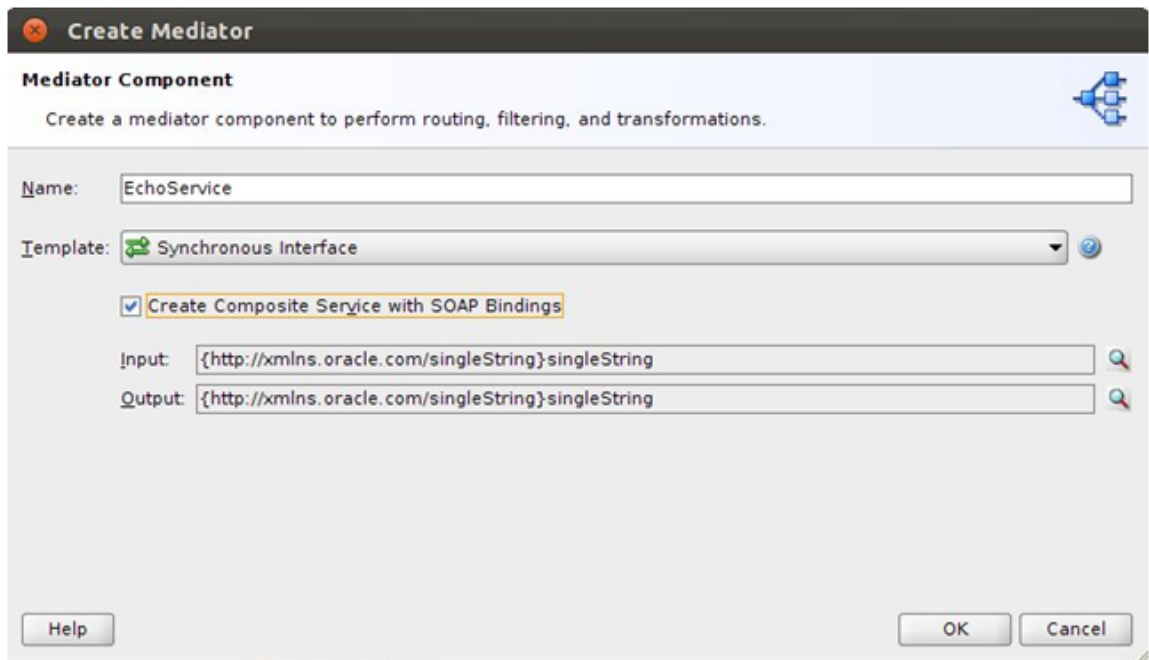 Create Mediator
Mediator Component
Create a mediator component to perform routing, filtering, and transformations.
Name: EchoService
Template: Synchronous Interface
Create Composite Service with SOAP Bindings
Input: {http://xmlns.oracle.com/singleString}singleString
Output: {http://xmlns.oracle.com/singleString}singleString
Help OK Cancel